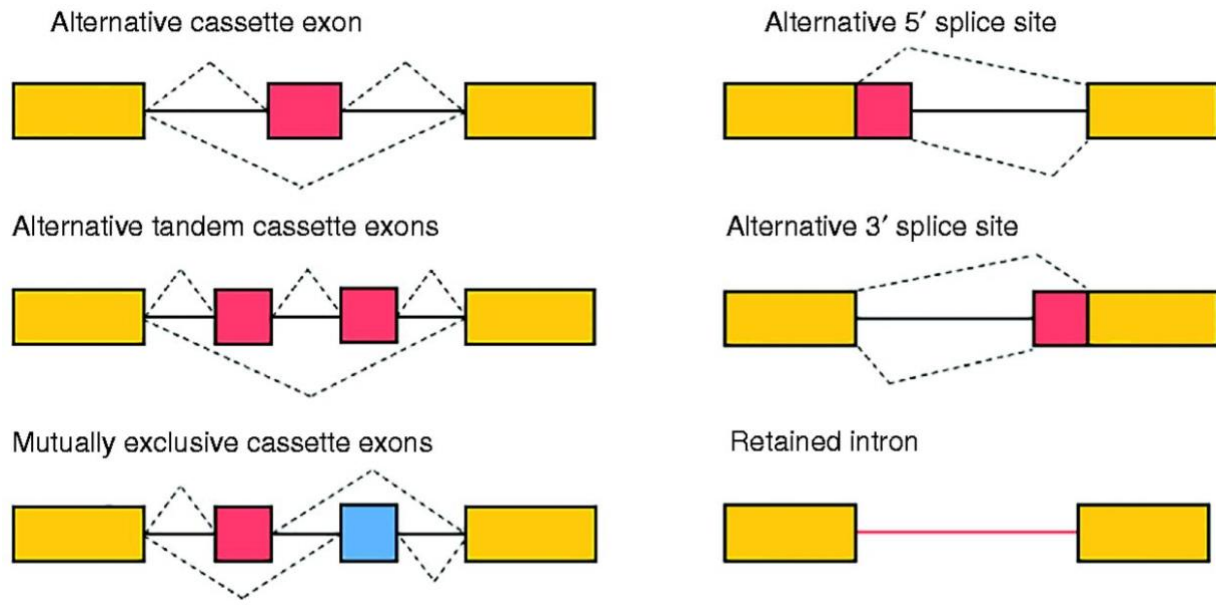 Alternative cassette exon
Alternative 5′ splice site
Alternative tandem cassette exons
Alternative 3′ splice site
Mutually exclusive cassette exons
Retained intron